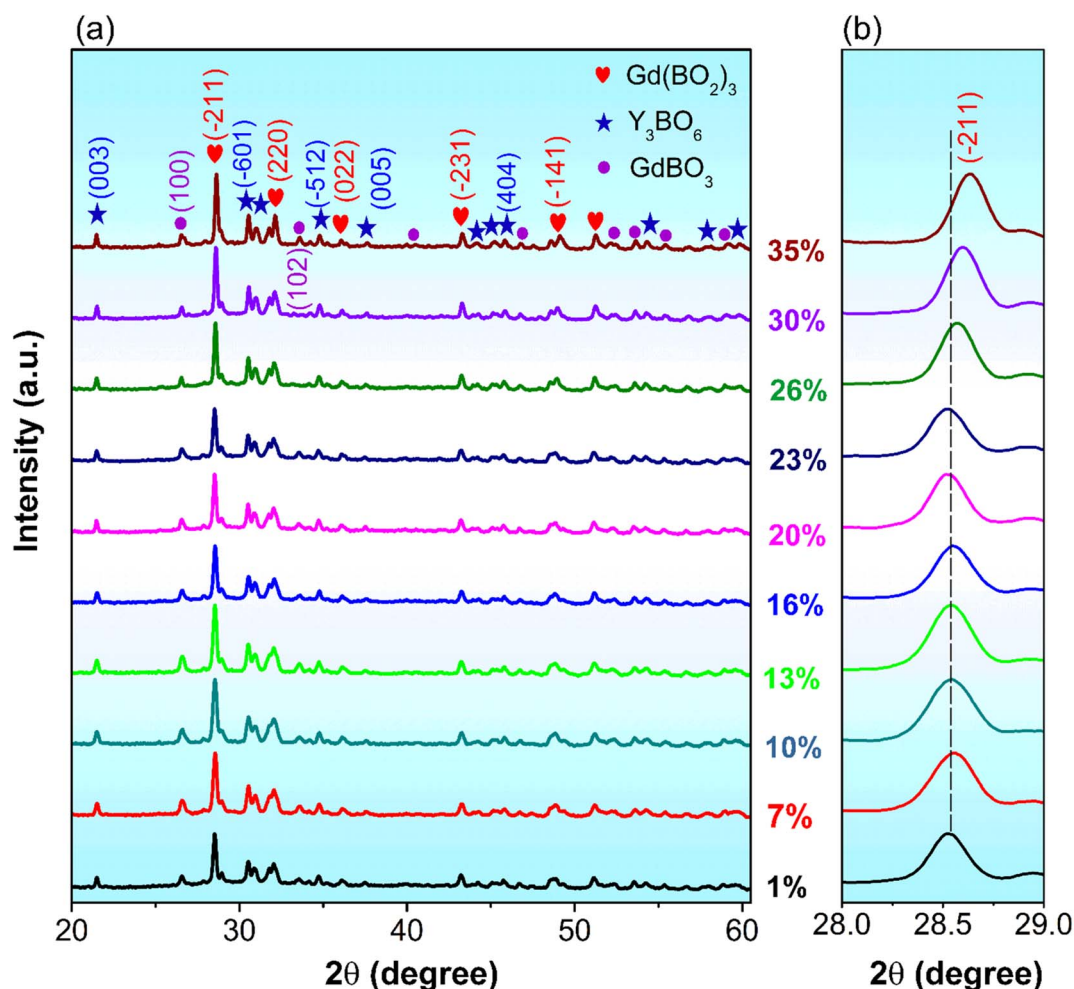 (a)
(b)
♥ Gd(BO₂)₃
★ Y₃BO₆
● GdBO₃
(003)
(100)
(-211)
(-601)
(220)
(-512)
(022)
(005)
(-231)
(404)
(-141)
(102)
(-211)
35%
30%
26%
23%
20%
16%
13%
10%
7%
1%
Intensity (a.u.)
20 30 40 50 60
28.0 28.5 29.0
2θ (degree)
2θ (degree)